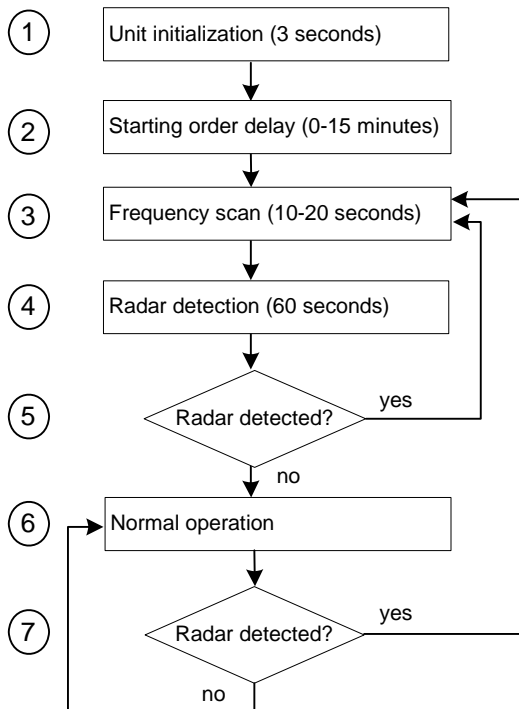 1
Unit initialization (3 seconds)
2
Starting order delay (0-15 minutes)
3
Frequency scan (10-20 seconds)
4
Radar detection (60 seconds)
5
Radar detected?
yes
no
6
Normal operation
7
Radar detected?
yes
no